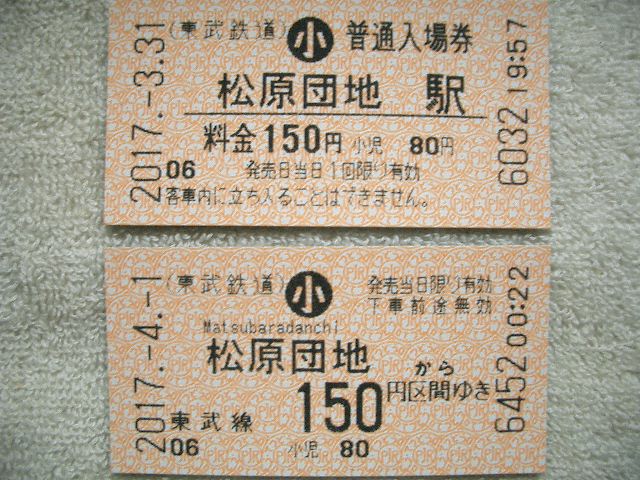 2017.-3.31
(東武鉄道) 小 普通入場券
松原団地 駅
料金150円 小児 80円
06 発売日当日1回限り有効
客車内に立ち入ることはできません。
6032 19:57
2017.-4.-1
(東武鉄道) 小 発売当日限り有効
下車前途無効
Matsubaradanchi
松原団地 から
150円区間ゆき
東武線
06 小児 80
6452 00:22